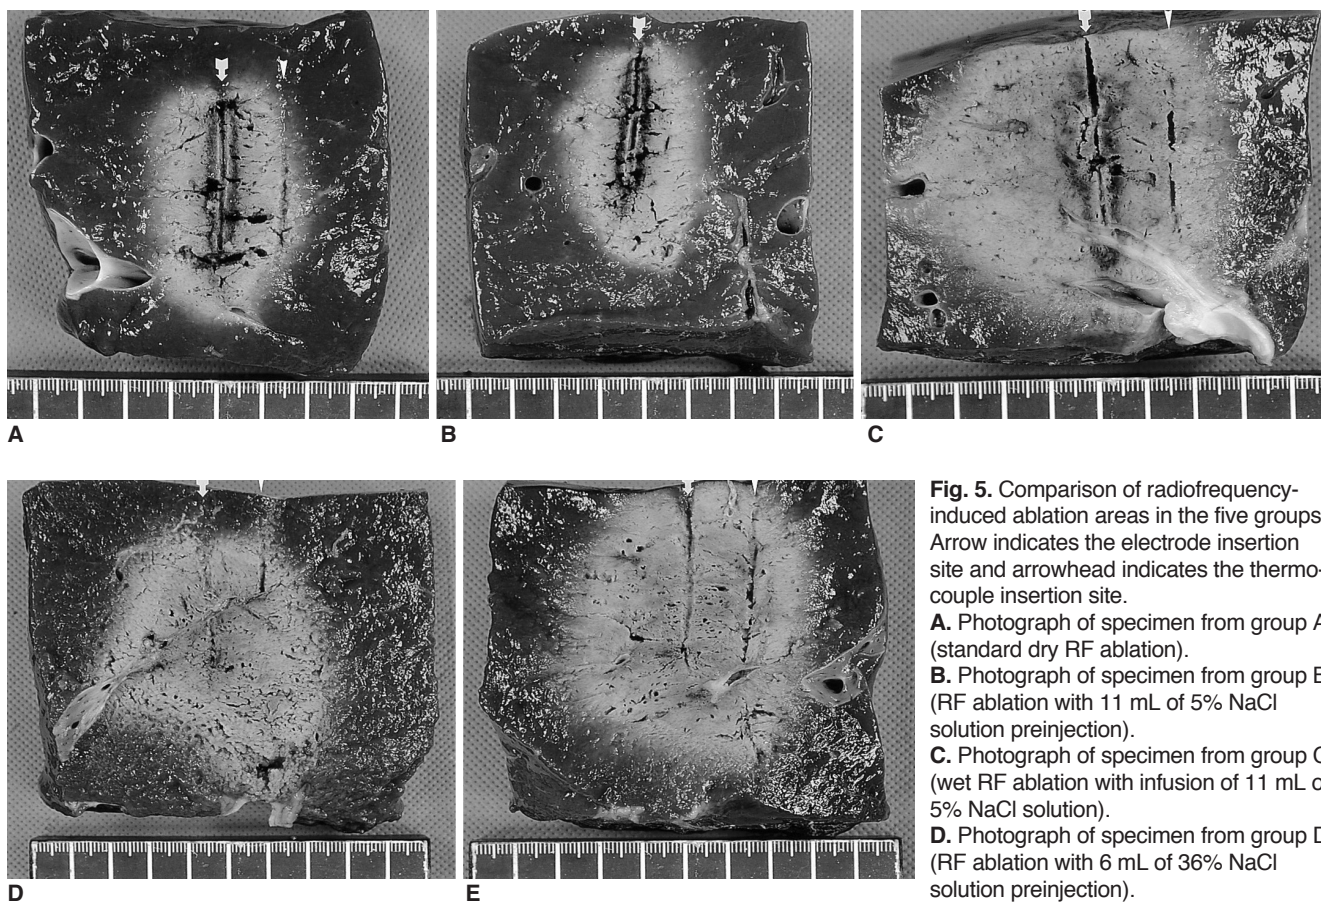 A
B
C
D
E
Fig. 5. Comparison of radiofrequency-
induced ablation areas in the five groups
Arrow indicates the electrode insertion
site and arrowhead indicates the thermo-
couple insertion site.
A. Photograph of specimen from group A
(standard dry RF ablation).
B. Photograph of specimen from group
(RF ablation with 11 mL of 5% NaCl
solution preinjection).
C. Photograph of specimen from group
(wet RF ablation with infusion of 11 mL
5% NaCl solution).
D. Photograph of specimen from group
(RF ablation with 6 mL of 36% NaCl
solution preinjection).